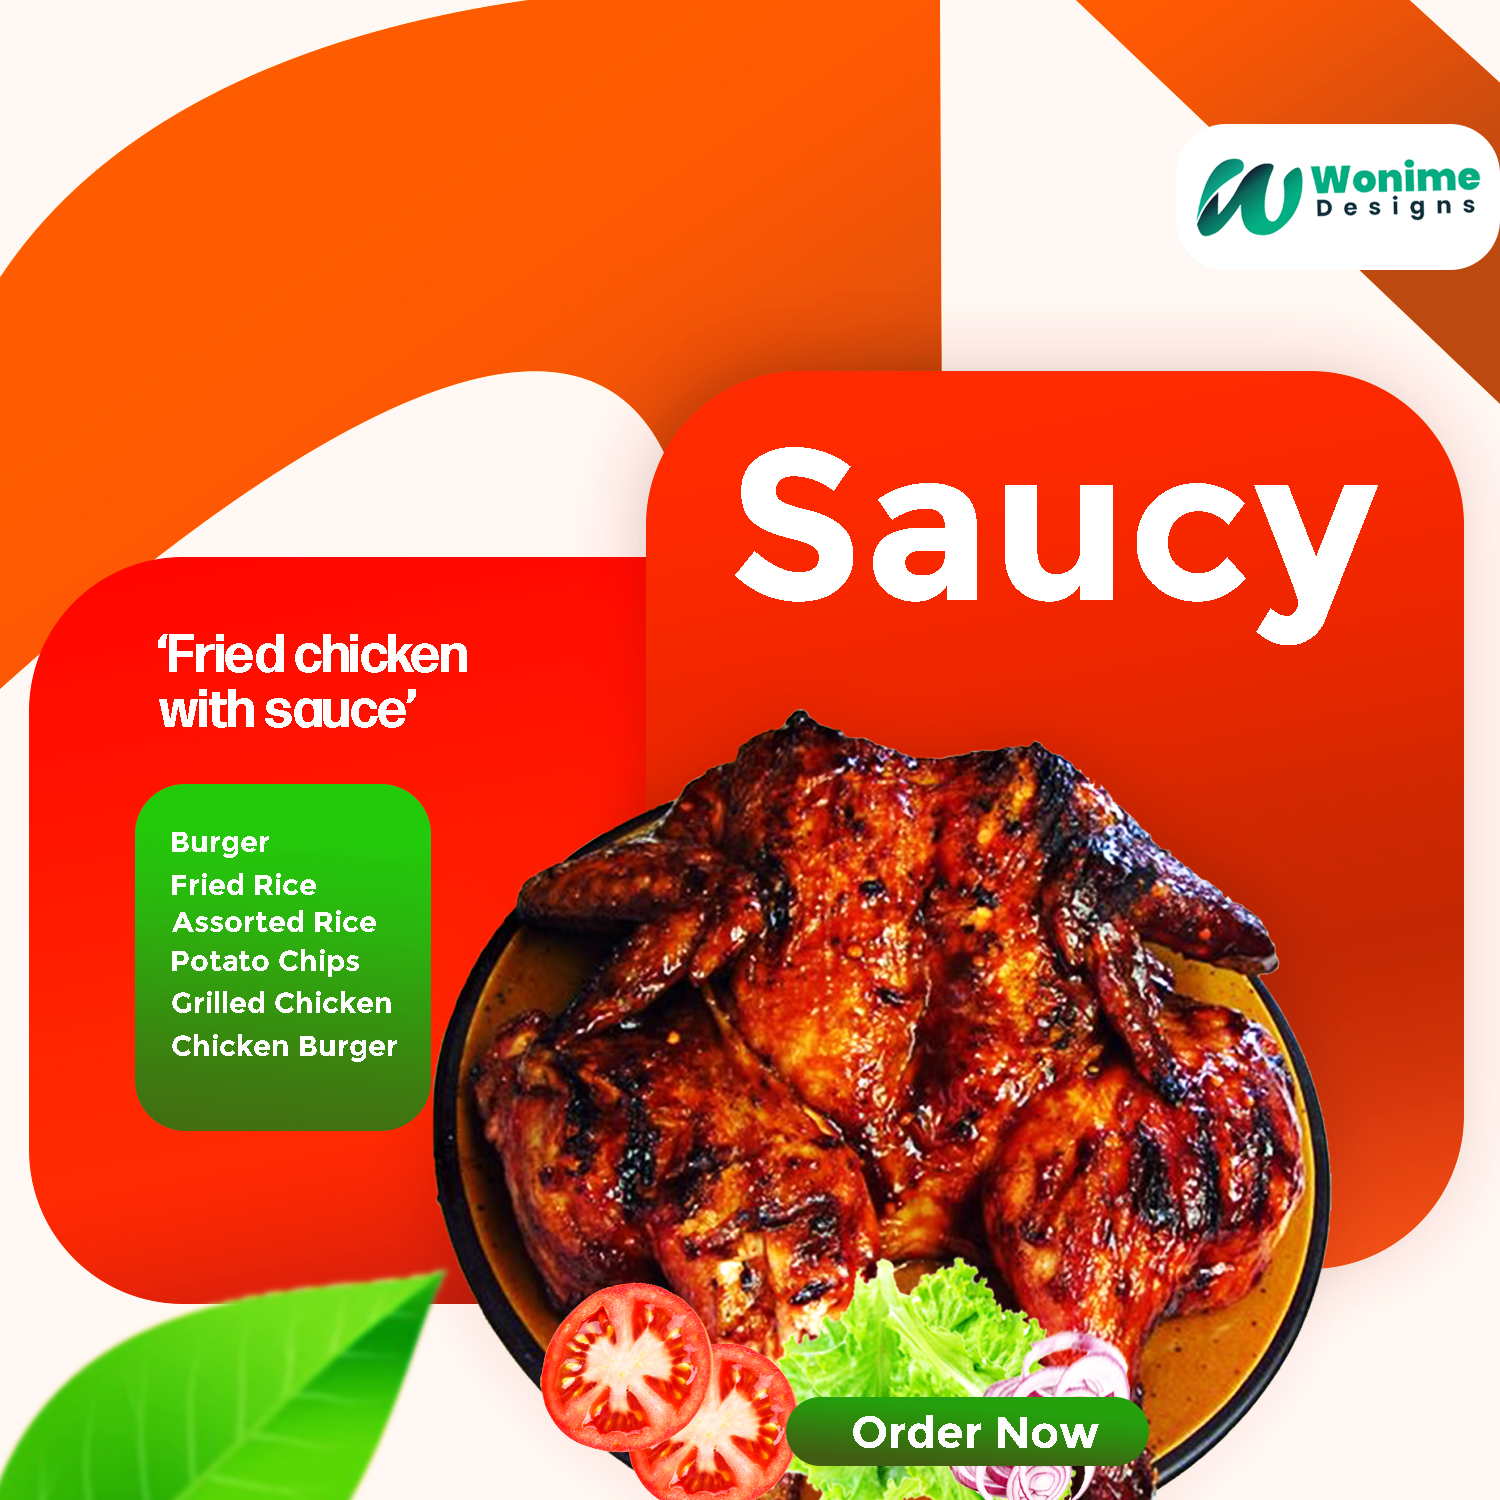 Wonime
Designs
Saucy
‘Fried chicken
with sauce’
Burger
Fried Rice
Assorted Rice
Potato Chips
Grilled Chicken
Chicken Burger
Order Now